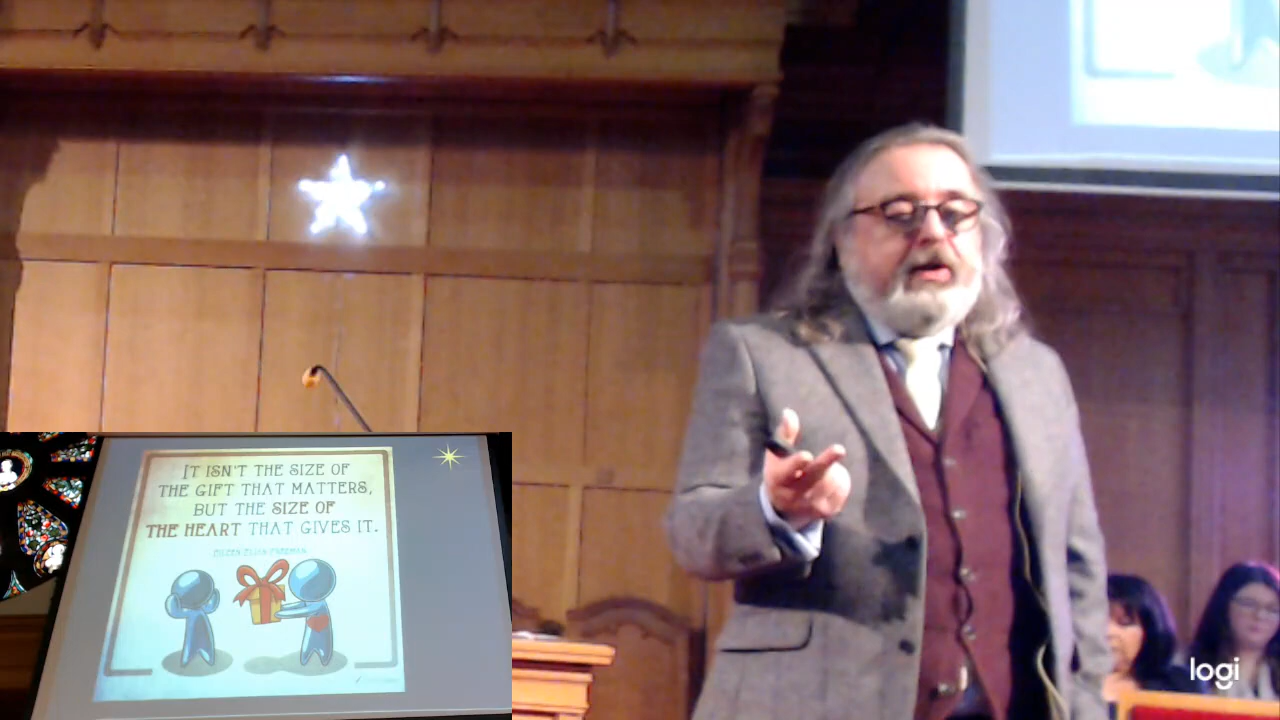 IT ISN'T THE SIZE OF
THE GIFT THAT MATTERS,
BUT THE SIZE OF
THE HEART THAT GIVES IT.
logi